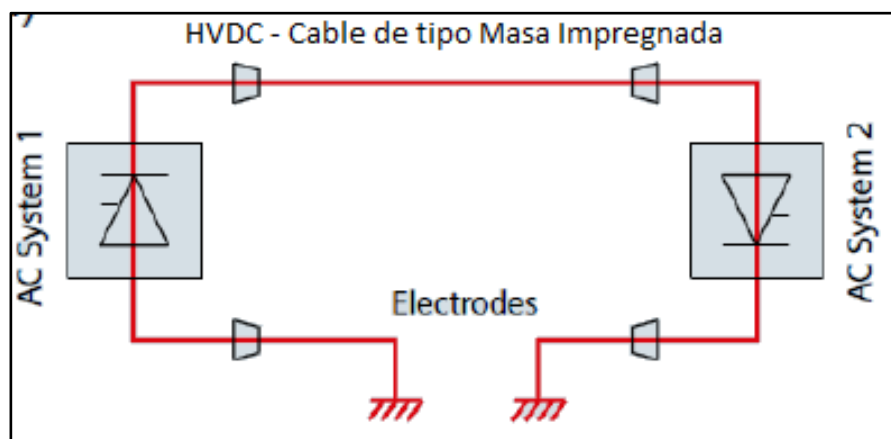 HVDC - Cable de tipo Masa Impregnada
AC System 1
AC System 2
Electrodes